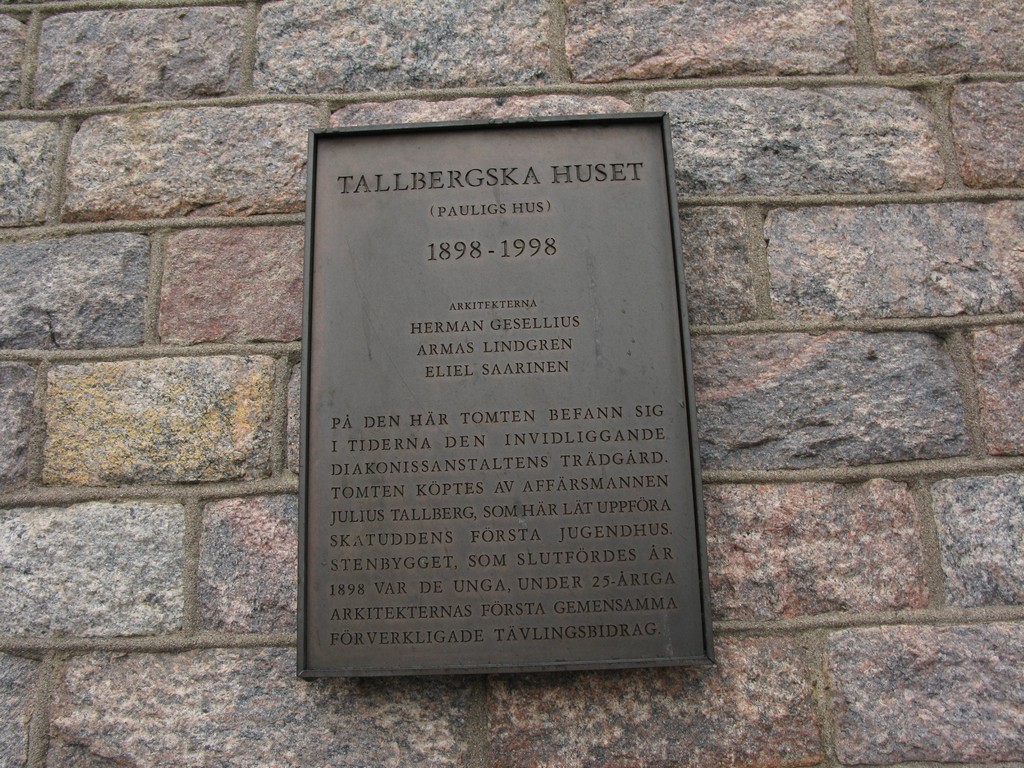 TALLBERGSKA HUSET
(PAULIGS HUS)
1898-1998
ARKITEKTERNA
HERMAN GESELLIUS
ARMAS LINDGREN
ELIEL SAARINEN
PÅ DEN HÄR TOMTEN BEFANN SIG
I TIDERNA DEN INVIDLIGGANDE
DIAKONISSANSTALTENS TRÄDGÅRD.
TOMTEN KÖPTES AV AFFÄRSMANNEN
JULIUS TALLBERG, SOM HÄR LÄT UPPFÖRA
SKATUDDENS FÖRSTA JUGENDHUS.
STENBYGGET, SOM SLUTFÖRDES ÅR
1898 VAR DE UNGA, UNDER 25-ÅRIGA
ARKITEKTERNAS FÖRSTA GEMENSAMMA
FÖRVERKLIGADE TÄVLINGSBIDRAG.